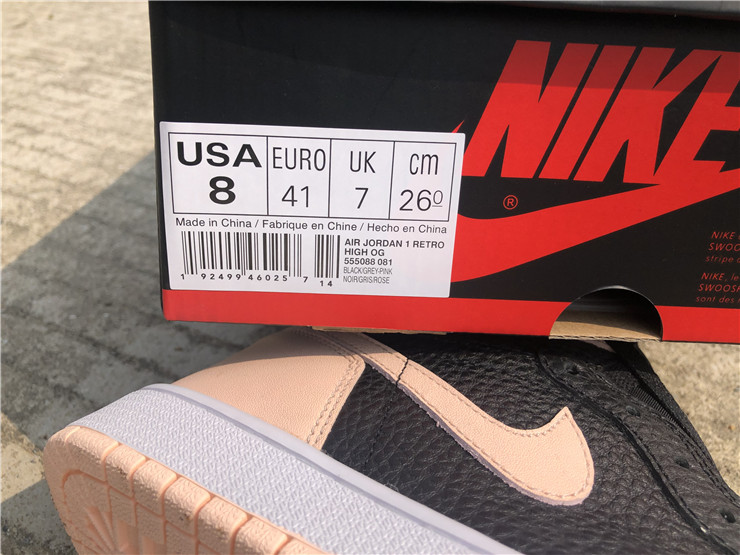 USA EURO UK cm
8 41 7 26.0
Made in China / Fabrique en Chine / Hecho en China
AIR JORDAN 1 RETRO
HIGH OG
555088 081
BLACK/GREY-PINK
NOIR/GRIS/ROSE
1 92499 46025 7 14
NIKE
®
NIKE
SWOOS
stripe
NIKE, le
SWOOSH
sont des